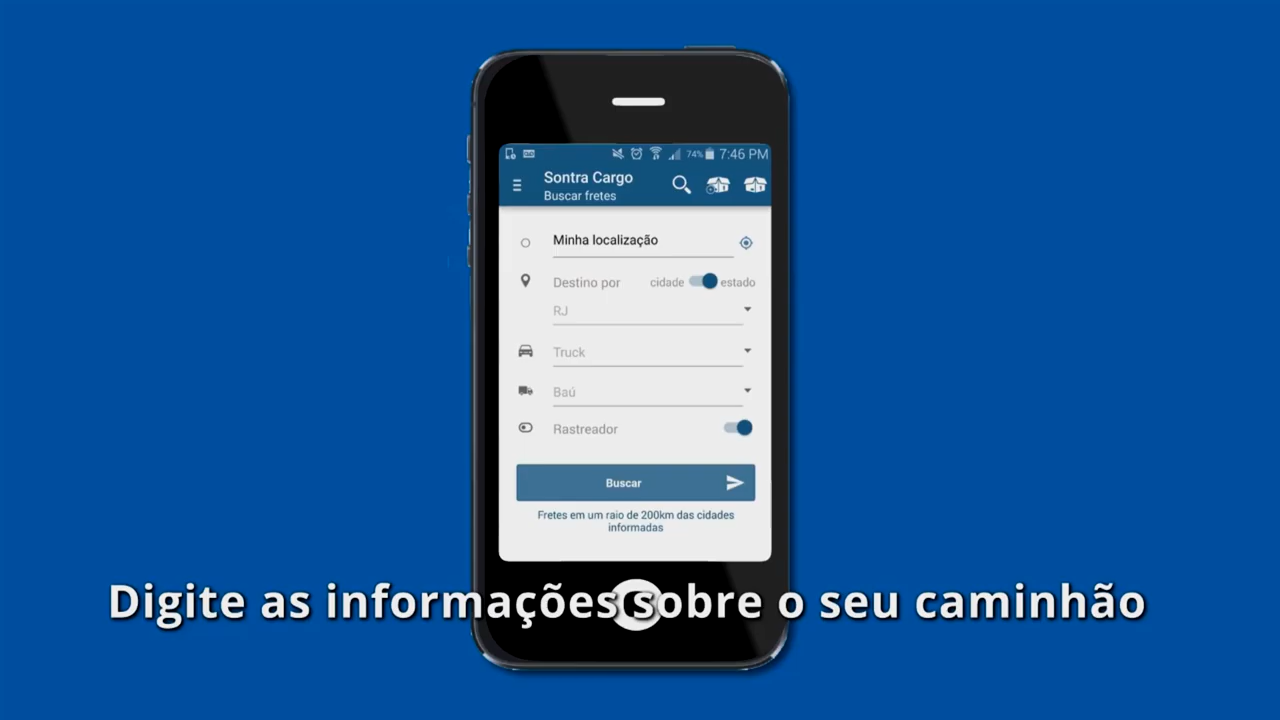 74% 7:46 PM
Sontra Cargo
Buscar fretes
Minha localização
Destino por cidade estado
RJ
Truck
Baú
Rastreador
Buscar
Fretes em um raio de 200km das cidades
informadas
Digite as informações sobre o seu caminhão